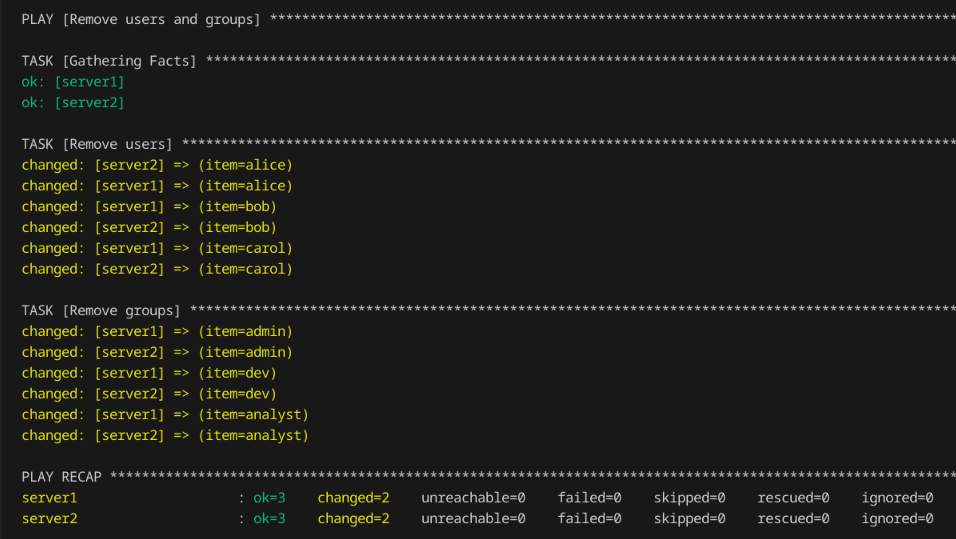 PLAY [Remove users and groups] **************************************************************************************
TASK [Gathering Facts] **********************************************************************************************
ok: [server1]
ok: [server2]
TASK [Remove users] *************************************************************************************************
changed: [server2] => (item=alice)
changed: [server1] => (item=alice)
changed: [server1] => (item=bob)
changed: [server2] => (item=bob)
changed: [server1] => (item=carol)
changed: [server2] => (item=carol)
TASK [Remove groups] ************************************************************************************************
changed: [server1] => (item=admin)
changed: [server2] => (item=admin)
changed: [server1] => (item=dev)
changed: [server2] => (item=dev)
changed: [server1] => (item=analyst)
changed: [server2] => (item=analyst)
PLAY RECAP **********************************************************************************************************
server1                    : ok=3    changed=2    unreachable=0    failed=0    skipped=0    rescued=0    ignored=0
server2                    : ok=3    changed=2    unreachable=0    failed=0    skipped=0    rescued=0    ignored=0